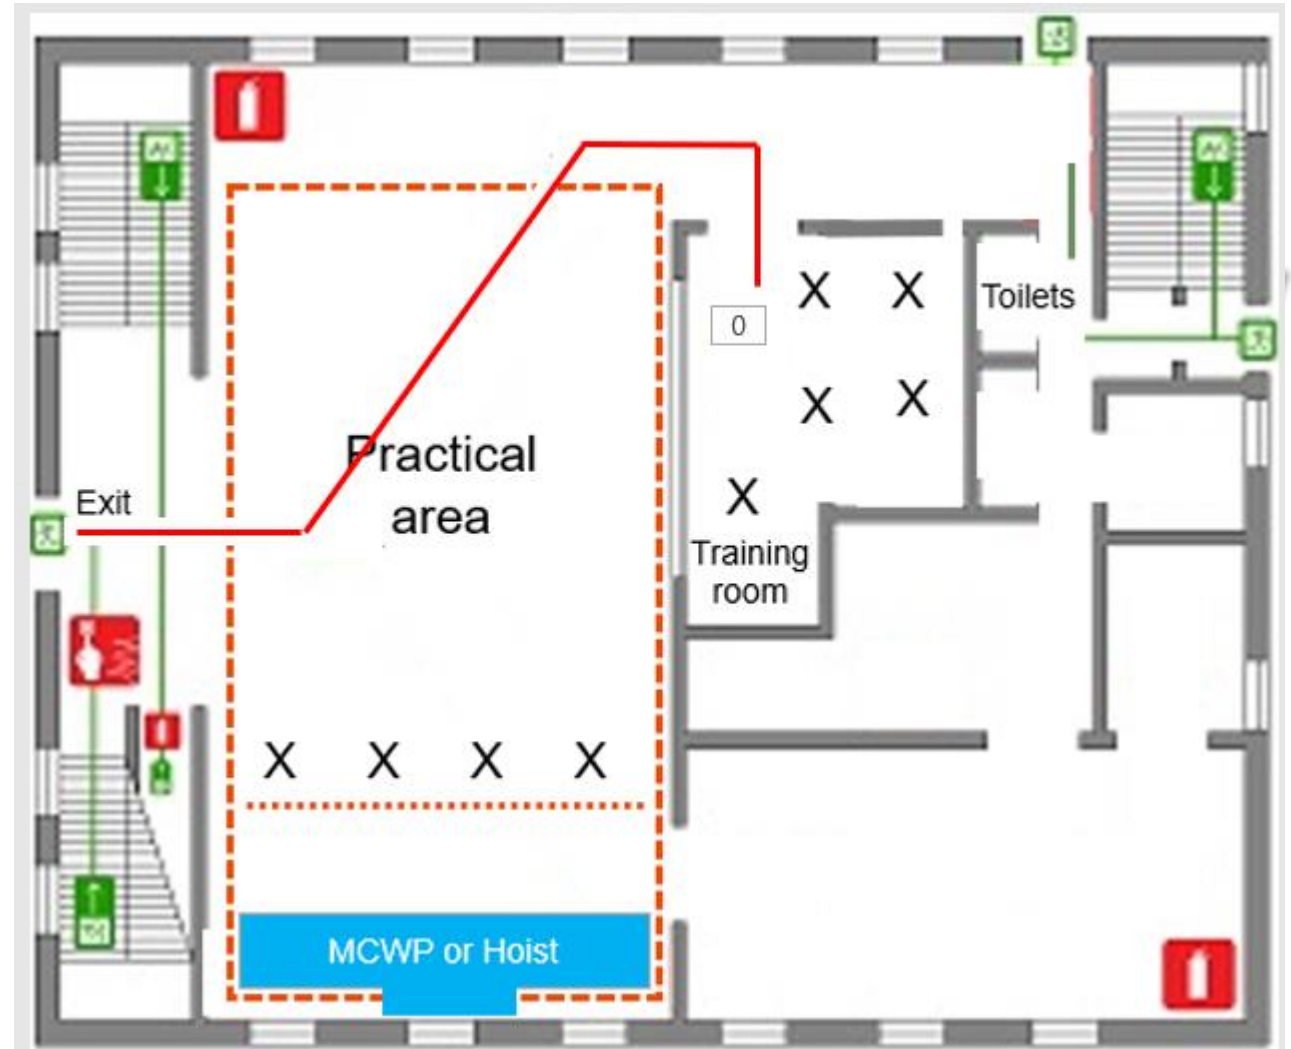 X X
Toilets
0
X X
Practical
area
X
Exit
Training
room
X X X X
MCWP or Hoist